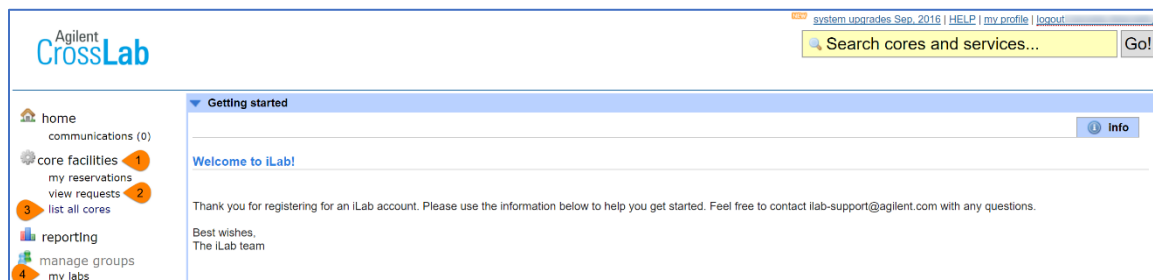 NEW system upgrades Sep, 2016 | HELP | my profile | logout
Agilent
CrossLab
Search cores and services... Go!
home
communications (0)
core facilities 1
my reservations
view requests 2
3 list all cores
reporting
manage groups
4 my labs
Getting started
Info
Welcome to iLab!
Thank you for registering for an iLab account. Please use the information below to help you get started. Feel free to contact ilab-support@agilent.com with any questions.
Best wishes,
The iLab team